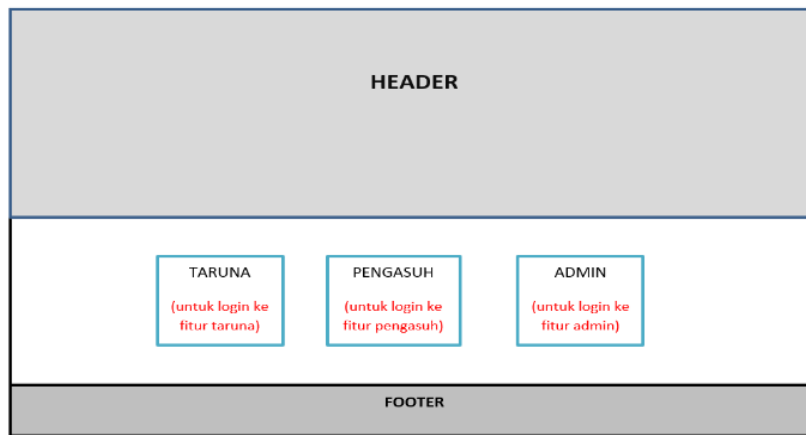 HEADER
TARUNA
(untuk login ke
fitur taruna)
PENGASUH
(untuk login ke
fitur pengasuh)
ADMIN
(untuk login ke
fitur admin)
FOOTER